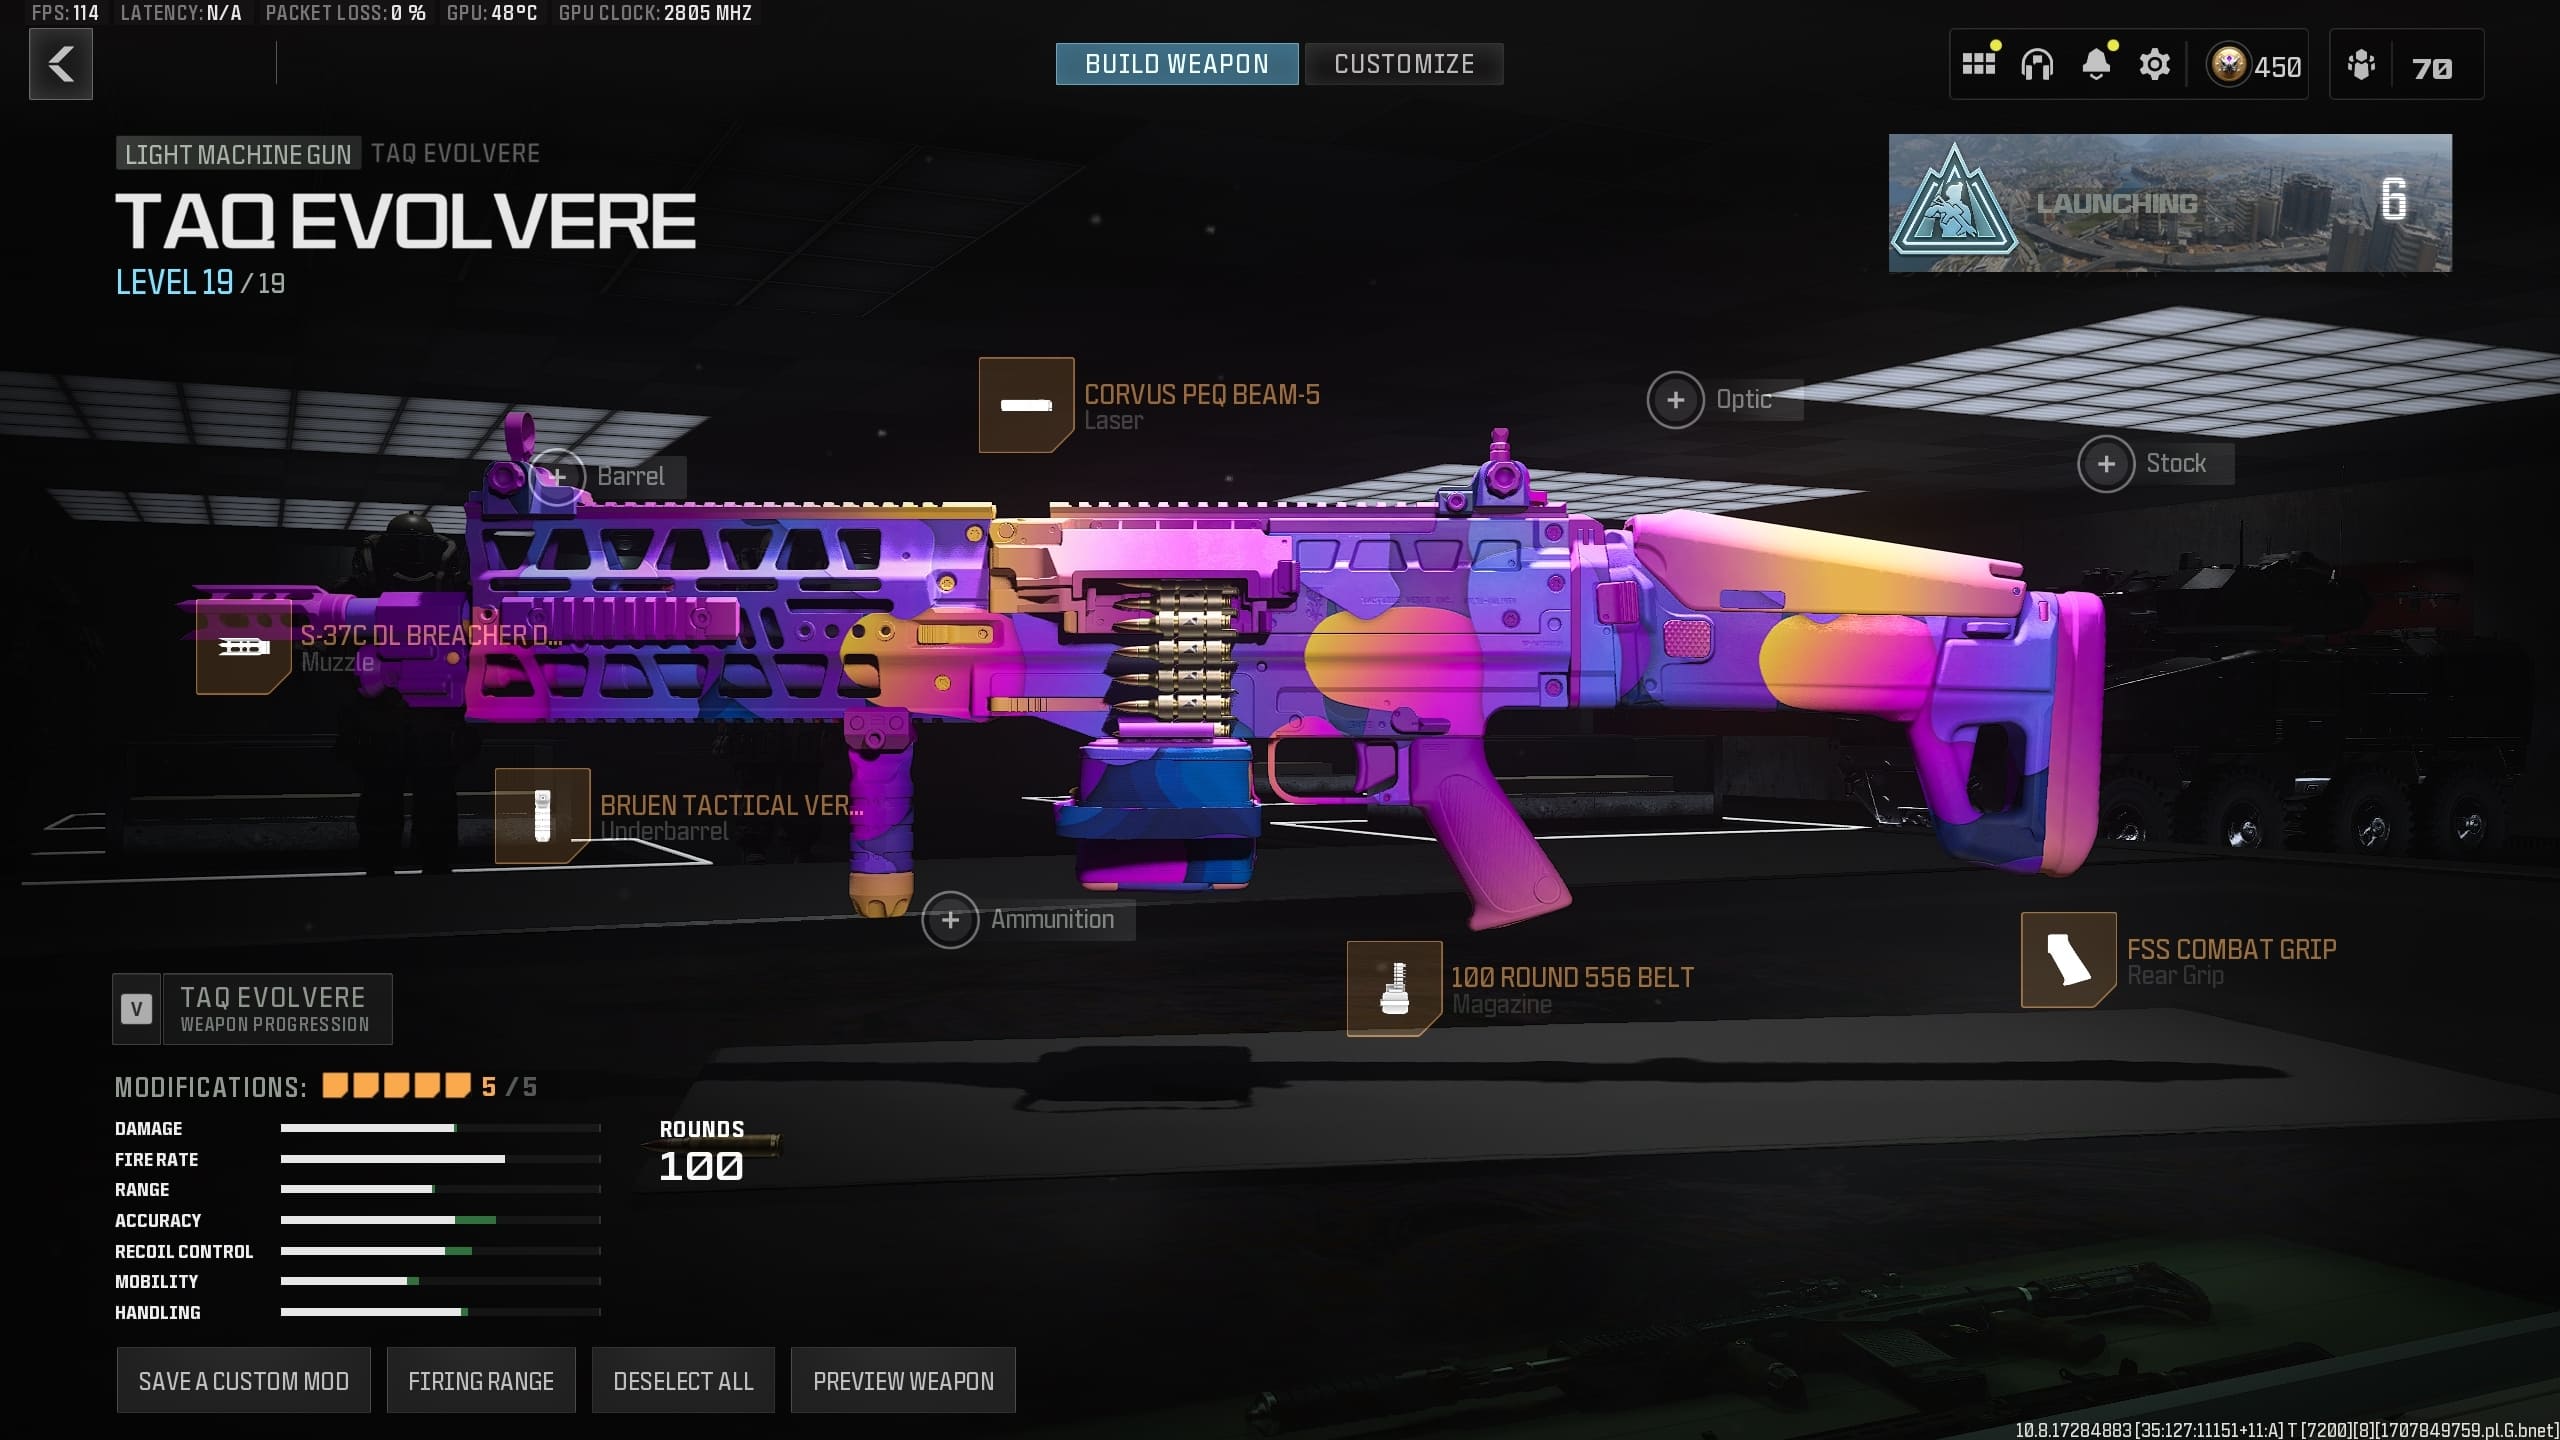 FPS: 114 LATENCY: N/A PACKET LOSS: 0 % GPU: 48°C GPU CLOCK: 2805 MHZ
BUILD WEAPON CUSTOMIZE
450
70
LIGHT MACHINE GUN TAQ EVOLVERE
TAQ EVOLVERE
LEVEL 19 / 19
LAUNCHING 6
CORVUS PEQ BEAM-5
Laser
Optic
Stock
Barrel
S-37C DL BREACHER D...
Muzzle
BRUEN TACTICAL VER...
Underbarrel
Ammunition
100 ROUND 556 BELT
Magazine
FSS COMBAT GRIP
Rear Grip
V TAQ EVOLVERE
WEAPON PROGRESSION
MODIFICATIONS: 5 / 5
DAMAGE
FIRE RATE
RANGE
ACCURACY
RECOIL CONTROL
MOBILITY
HANDLING
ROUNDS
100
SAVE A CUSTOM MOD FIRING RANGE DESELECT ALL PREVIEW WEAPON
10.8.17284883 [35:127:11151+11:A] T [7200][8][1707849759.pl.G.bnet]